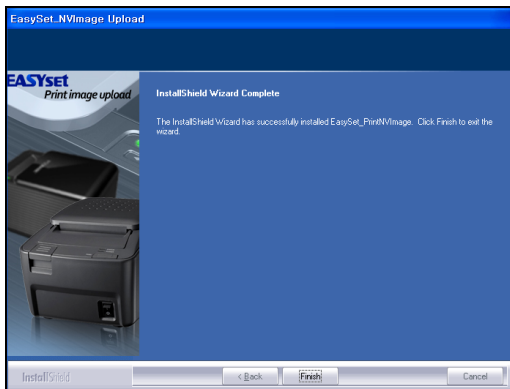 EasySet_NVImage Upload
EASYset
Print image upload
InstallShield Wizard Complete
The InstallShield Wizard has successfully installed EasySet_PrintNVImage. Click Finish to exit the
wizard.
InstallShield
< Back
Finish
Cancel